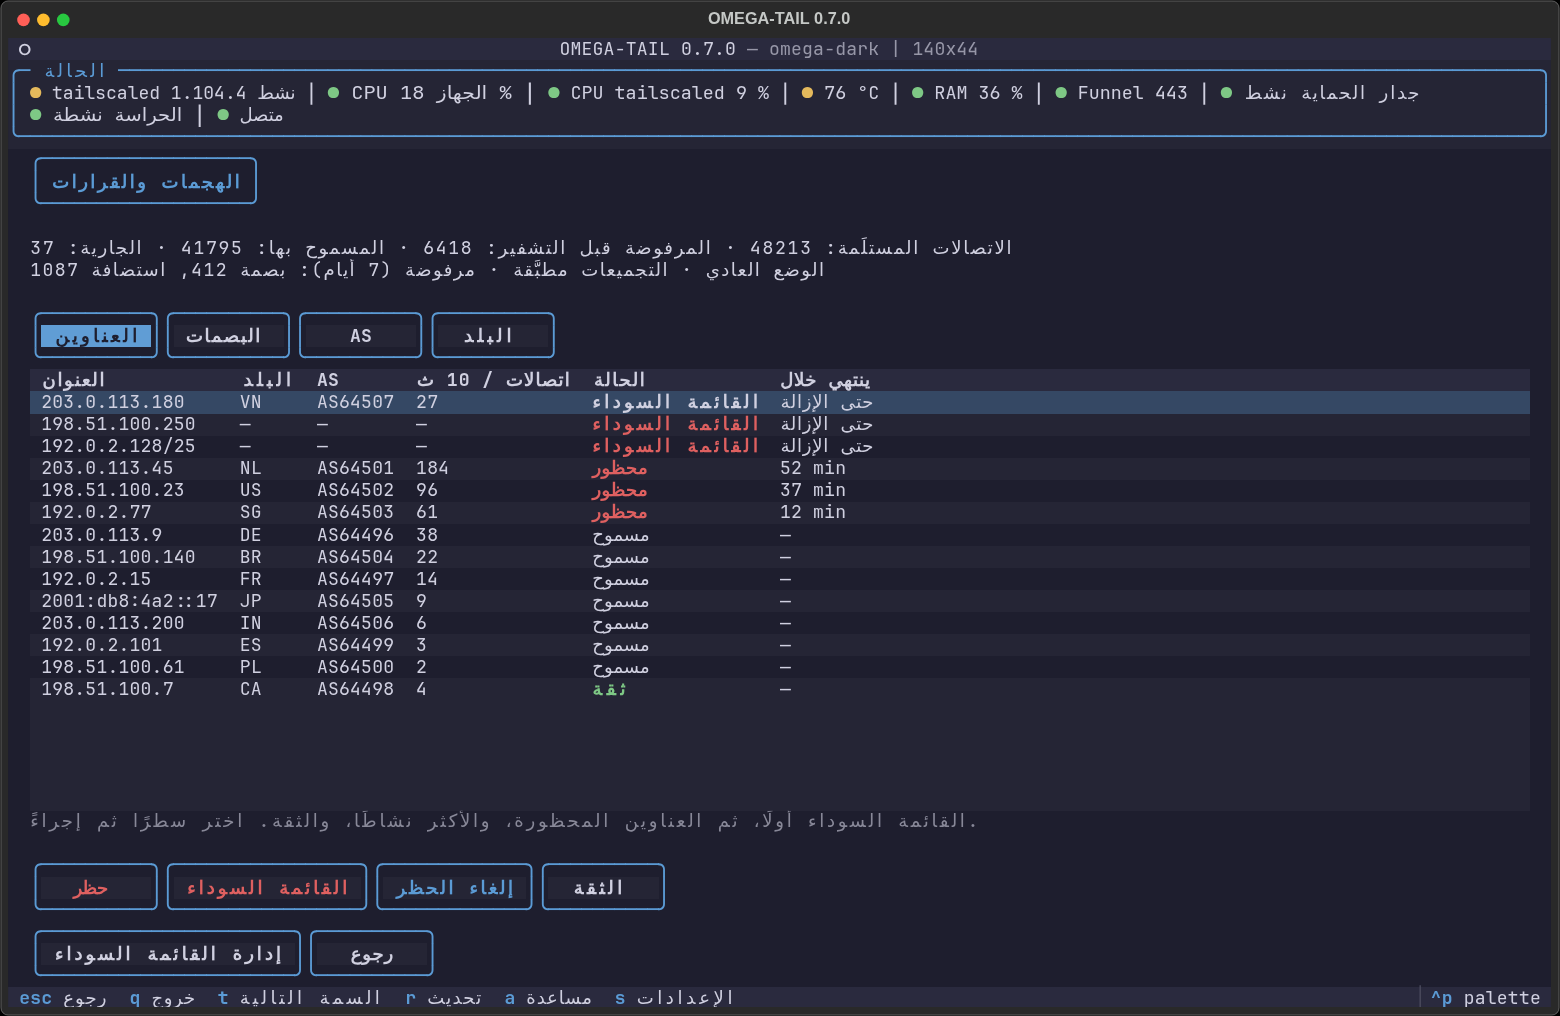 OMEGA-TAIL 0.7.0
OMEGA-TAIL 0.7.0 — omega-dark | 140x44
الحالة
● tailscaled 1.104.4 نشط │ ● CPU الجهاز 18 % │ ● CPU tailscaled 9 % │ ● 76 °C │ ● RAM 36 % │ ● Funnel 443 │ ● جدار الحماية نشط
● الحراسة نشطة │ ● متصل
الهجمات والقرارات
الاتصالات المستلَمة: 48213 · المرفوضة قبل التشفير: 6418 · المسموح بها: 41795 · الجارية: 37
الوضع العادي · التجميعات مطبَّقة · مرفوضة (7 أيام): بصمة 412, استضافة 1087
العناوين البصمات AS البلد
العنوان البلد AS اتصالات / 10 ث الحالة ينتهي خلال
203.0.113.180 VN AS64507 27 القائمة السوداء حتى الإزالة
198.51.100.250 — — — القائمة السوداء حتى الإزالة
192.0.2.128/25 — — — القائمة السوداء حتى الإزالة
203.0.113.45 NL AS64501 184 محظور 52 min
198.51.100.23 US AS64502 96 محظور 37 min
192.0.2.77 SG AS64503 61 محظور 12 min
203.0.113.9 DE AS64496 38 مسموح —
198.51.100.140 BR AS64504 22 مسموح —
192.0.2.15 FR AS64497 14 مسموح —
2001:db8:4a2::17 JP AS64505 9 مسموح —
203.0.113.200 IN AS64506 6 مسموح —
192.0.2.101 ES AS64499 3 مسموح —
198.51.100.61 PL AS64500 2 مسموح —
198.51.100.7 CA AS64498 4 ثقة —
القائمة السوداء أولًا، ثم العناوين المحظورة، والأكثر نشاطًا، والثقة. اختر سطرًا ثم إجراءً.
حظر القائمة السوداء إلغاء الحظر الثقة
إدارة القائمة السوداء رجوع
esc رجوع q خروج t السمة التالية r تحديث a مساعدة s الإعدادات ^p palette